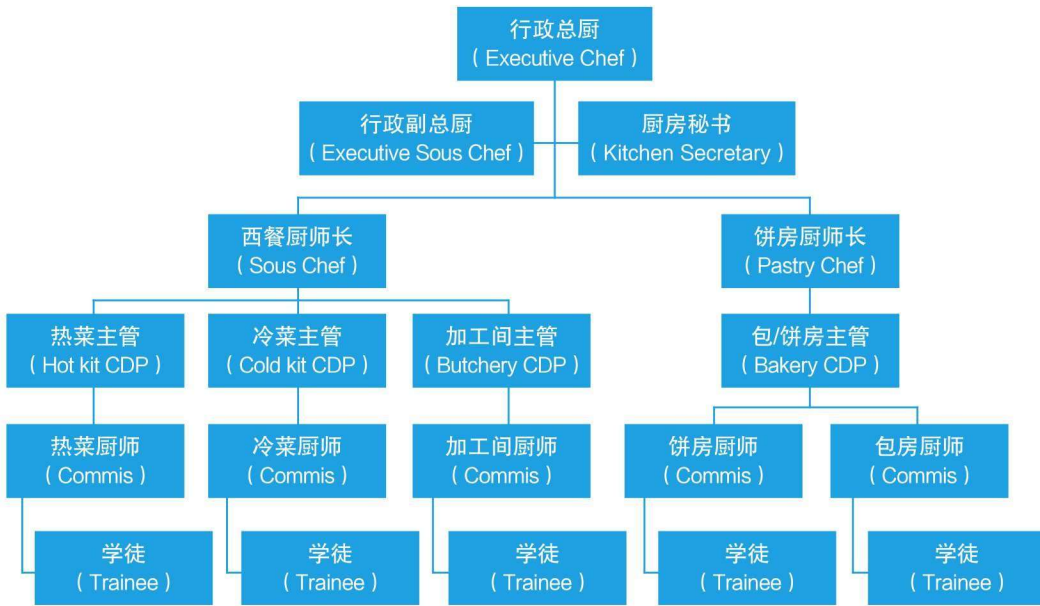 行政总厨
（Executive Chef）
行政副总厨
（Executive Sous Chef）
厨房秘书
（Kitchen Secretary）
西餐厨师长
（Sous Chef）
饼房厨师长
（Pastry Chef）
热菜主管
（Hot kit CDP）
冷菜主管
（Cold kit CDP）
加工间主管
（Butchery CDP）
包/饼房主管
（Bakery CDP）
热菜厨师
（Commis）
冷菜厨师
（Commis）
加工间厨师
（Commis）
饼房厨师
（Commis）
包房厨师
（Commis）
学徒
（Trainee）
学徒
（Trainee）
学徒
（Trainee）
学徒
（Trainee）
学徒
（Trainee）